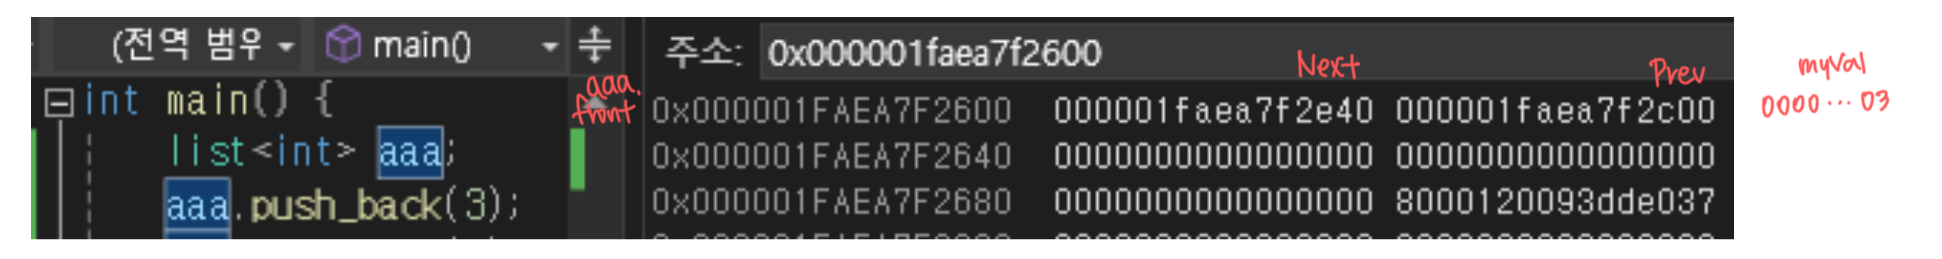 (전역 범우 main()
주소: 0x000001faea7f2600
int main() {
list<int> aaa;
aaa.push_back(3);
aaa.
front
Next
Prev
myVal
0000...03
0x000001FAEA7F2600 000001faea7f2e40 000001faea7f2c00
0x000001FAEA7F2640 0000000000000000 0000000000000000
0x000001FAEA7F2680 0000000000000000 8000120093dde037